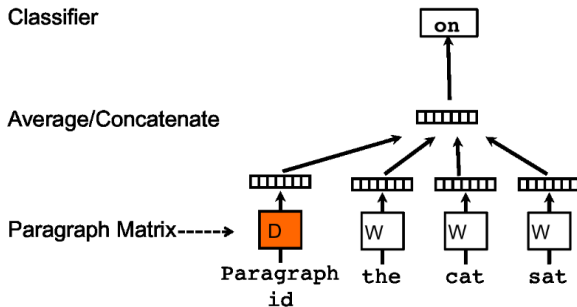 Classifier
on
Average/Concatenate
Paragraph Matrix
D
W
W
W
Paragraph
id
the
cat
sat